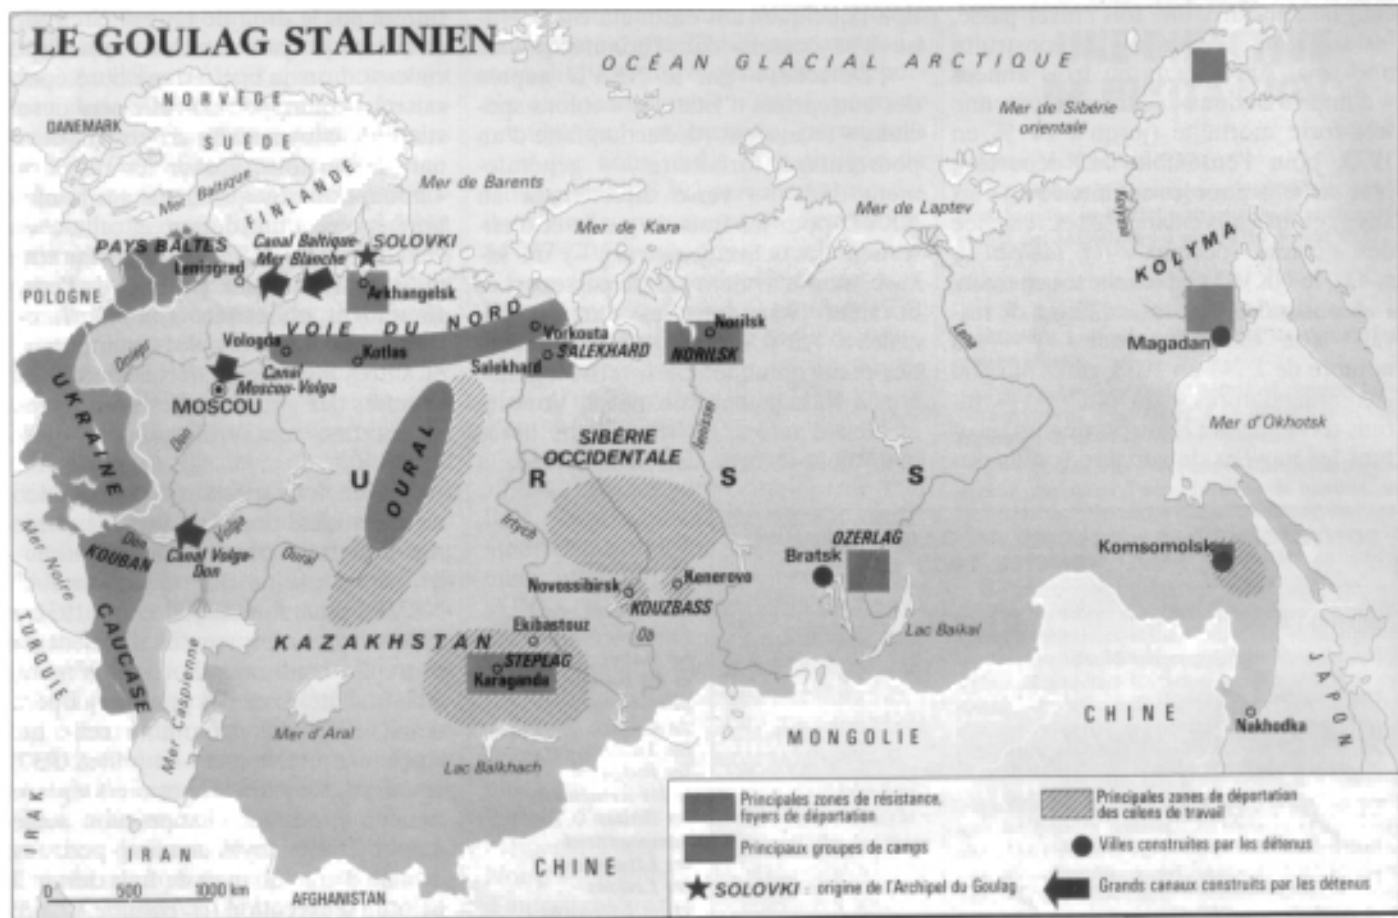 LE GOULAG STALINIEN
OCÉAN GLACIAL ARCTIQUE
NORVÈGE
DANEMARK
SUÈDE
Mer Baltique
FINLANDE
Mer de Barents
Mer de Kara
Mer de Laptev
Mer de Sibérie
orientale
Kolyma
KOLYMA
PAYS BALTES
Canal Baltique-
Mer Blanche
SOLOVKI
Leningrad
Arkhangelsk
POLOGNE
VOIE DU NORD
Vologda
Kotlas
Vorkouta
SALEKHARD
Salekhard
Norilsk
NORILSK
Lena
Magadan
Mer d'Okhotsk
Dniepr
Canal
Moscou-Volga
MOSCOU
UKRAINE
Don
OURAL
U R S S
SIBÉRIE
OCCIDENTALE
Ienisseï
Irtych
Mer Noire
Don
Volga
Canal Volga-
Don
Oural
KOUBAN
CAUCASE
Novossibirsk
Kemerovo
KOUZBASS
Ob
OZERLAG
Bratsk
Komsomolsk
Lac Baïkal
TURQUIE
KAZAKHSTAN
Ekibastouz
STEPLAG
Karaganda
Mer Caspienne
Mer d'Aral
Lac Balkhach
MONGOLIE
CHINE
JAPON
Nakhodka
IRAK
IRAN
AFGHANISTAN
CHINE
0 500 1000 km
Principales zones de résistance,
foyers de déportation
Principaux groupes de camps
SOLOVKI : origine de l'Archipel du Goulag
Principales zones de déportation
des colons de travail
Villes construites par les détenus
Grands canaux construits par les détenus